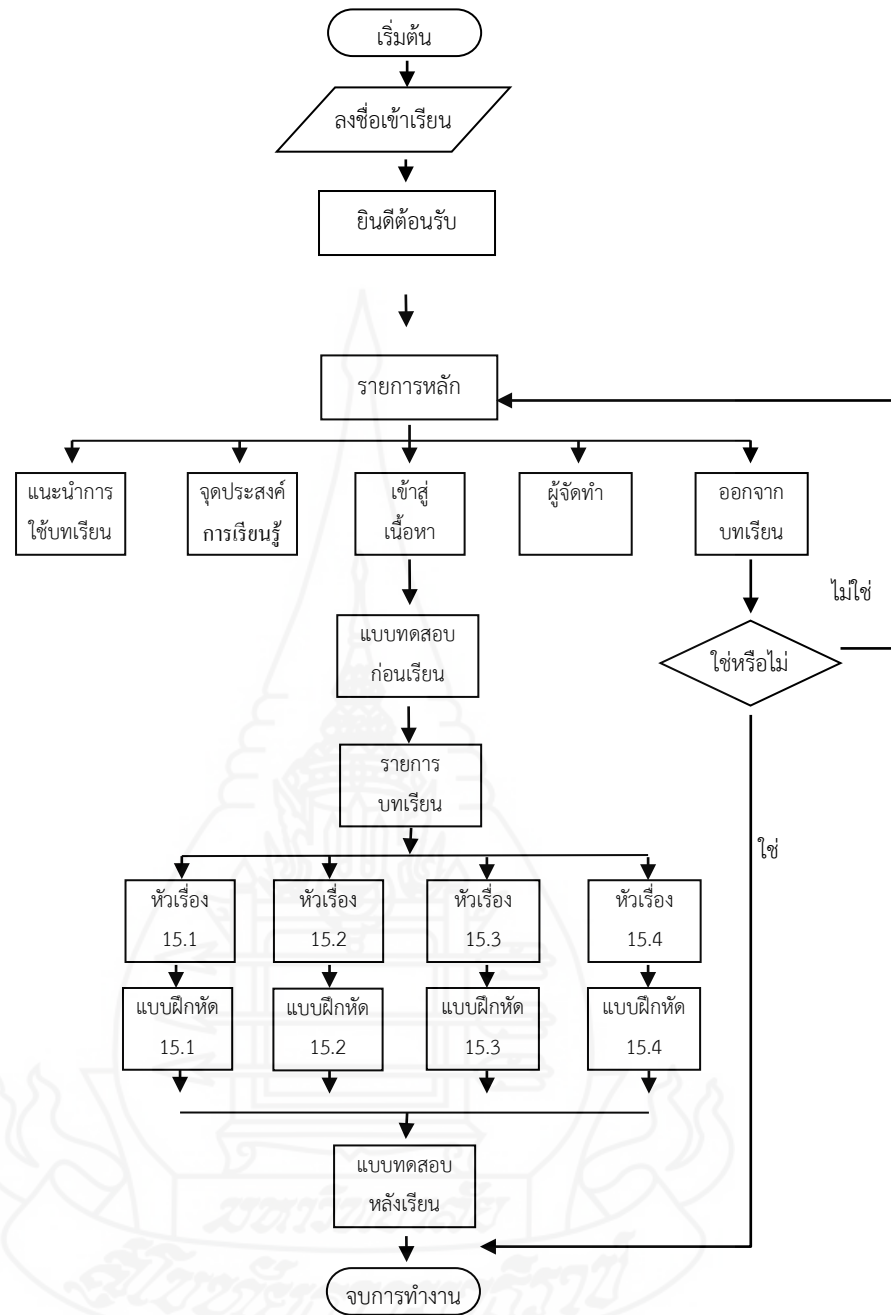 เริ่มต้น
ลงชื่อเข้าเรียน
ยินดีต้อนรับ
รายการหลัก
แนะนำการ
ใช้บทเรียน
จุดประสงค์
การเรียนรู้
เข้าสู่
เนื้อหา
ผู้จัดทำ
ออกจาก
บทเรียน
ไม่ใช่
แบบทดสอบ
ก่อนเรียน
ใช่หรือไม่
รายการ
บทเรียน
ใช่
หัวเรื่อง
15.1
หัวเรื่อง
15.2
หัวเรื่อง
15.3
หัวเรื่อง
15.4
แบบฝึกหัด
15.1
แบบฝึกหัด
15.2
แบบฝึกหัด
15.3
แบบฝึกหัด
15.4
แบบทดสอบ
หลังเรียน
จบการทำงาน